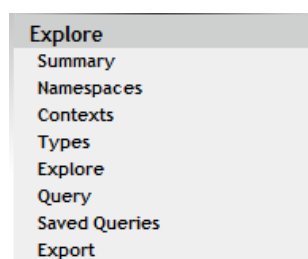 Explore
Summary
Namespaces
Contexts
Types
Explore
Query
Saved Queries
Export